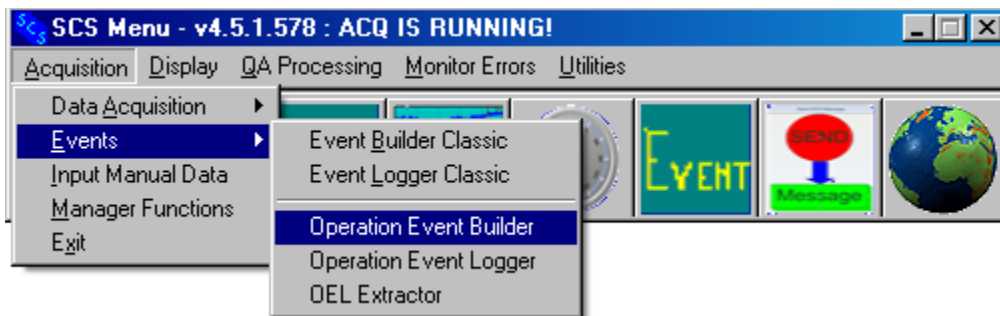 SCS SCS Menu - v4.5.1.578 : ACQ IS RUNNING!
Acquisition Display QA Processing Monitor Errors Utilities
Data Acquisition
Events
Input Manual Data
Manager Functions
Exit
Event Builder Classic
Event Logger Classic
Operation Event Builder
Operation Event Logger
OEL Extractor
EVENT
SEND
Message